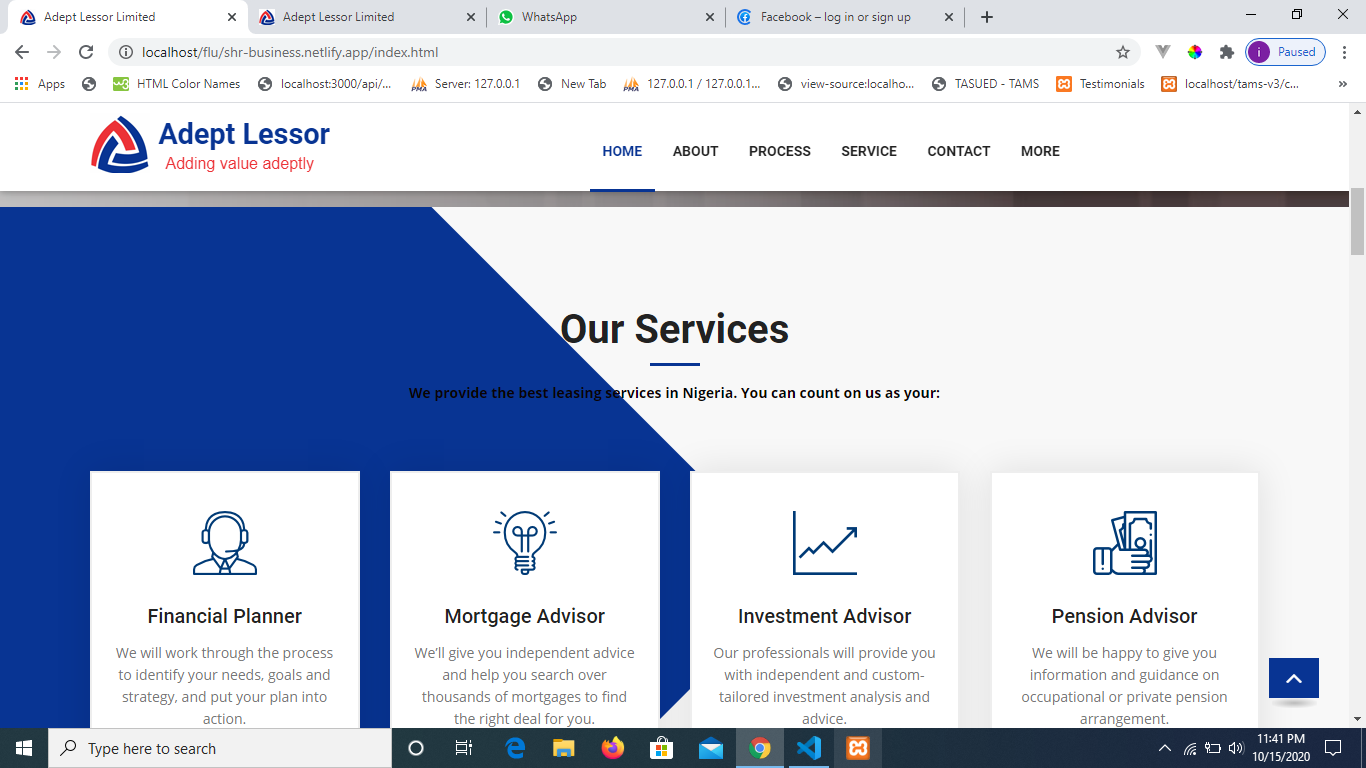 Adept Lessor Limited
Adept Lessor Limited
WhatsApp
Facebook – log in or sign up
localhost/flu/shr-business.netlify.app/index.html
i
Paused
Apps
HTML Color Names
localhost:3000/api/...
Server: 127.0.0.1
New Tab
127.0.0.1 / 127.0.0.1...
view-source:localho...
TASUED - TAMS
Testimonials
localhost/tams-v3/c...
Adept Lessor
Adding value adeptly
HOME
ABOUT
PROCESS
SERVICE
CONTACT
MORE
Our Services
We provide the best leasing services in Nigeria. You can count on us as your:
Financial Planner
We will work through the process
to identify your needs, goals and
strategy, and put your plan into
action.
Mortgage Advisor
We’ll give you independent advice
and help you search over
thousands of mortgages to find
the right deal for you.
Investment Advisor
Our professionals will provide you
with independent and custom-
tailored investment analysis and
advice.
Pension Advisor
We will be happy to give you
information and guidance on
occupational or private pension
arrangement.
Type here to search
11:41 PM
10/15/2020